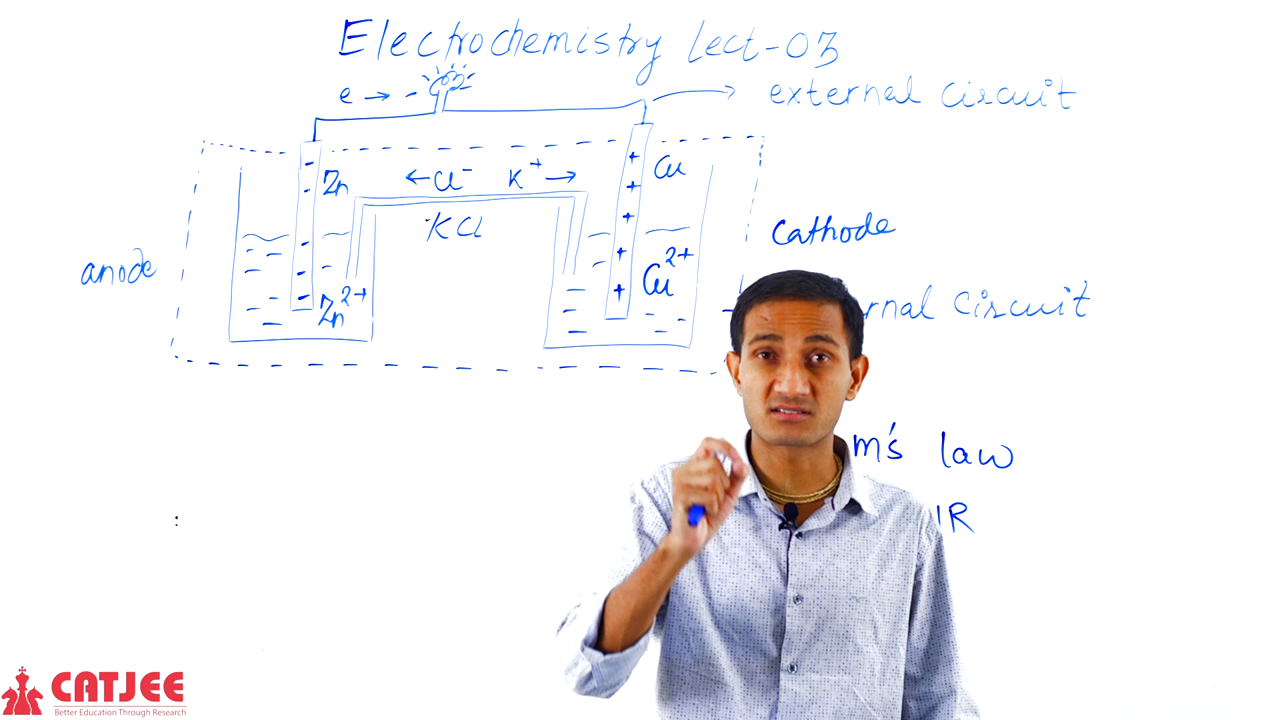 Electrochemistry Lect-03
e → -
external circuit
Zn
← Cl⁻ K⁺ →
Cu
KCl
anode
Cathode
Zn²⁺
Cu²⁺
rnal circuit
m's law
IR
CATJEE
Better Education Through Research